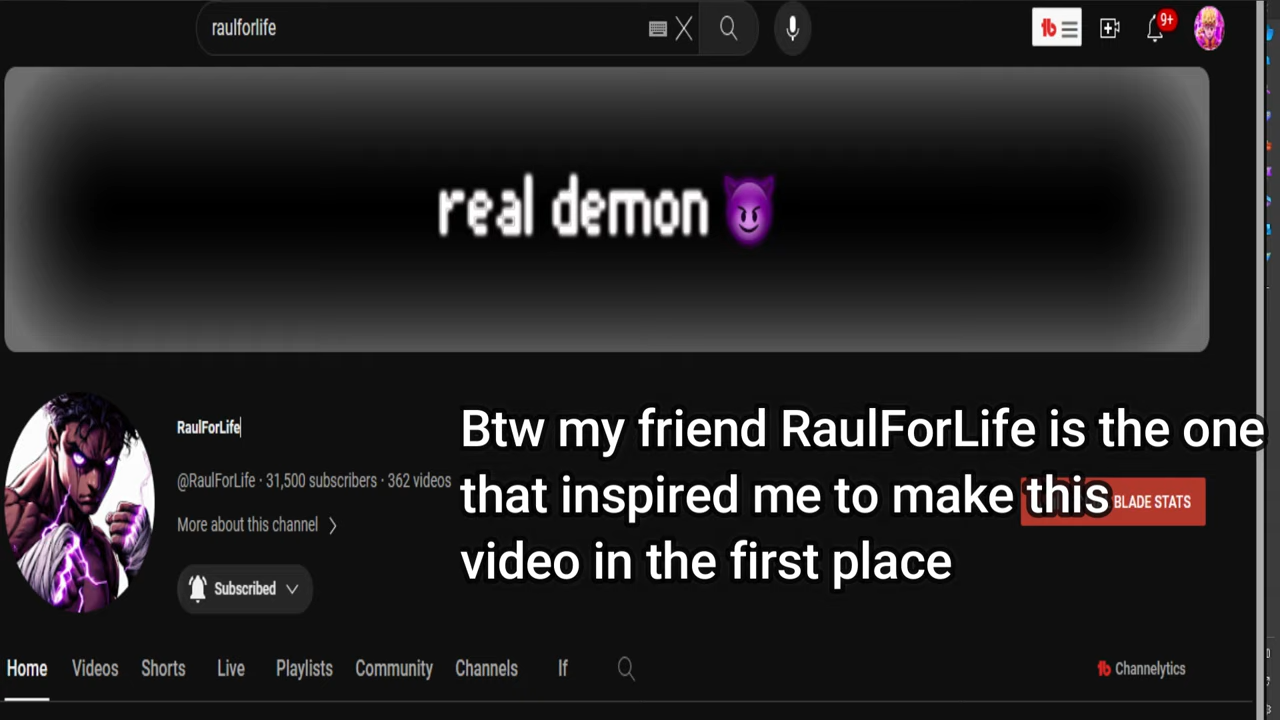 raulforlife
9+
real demon 😈
RaulForLife
@RaulForLife · 31,500 subscribers · 362 videos
More about this channel
Subscribed
Btw my friend RaulForLife is the one
that inspired me to make this
video in the first place
BLADE STATS
Home Videos Shorts Live Playlists Community Channels If
tb Channelytics